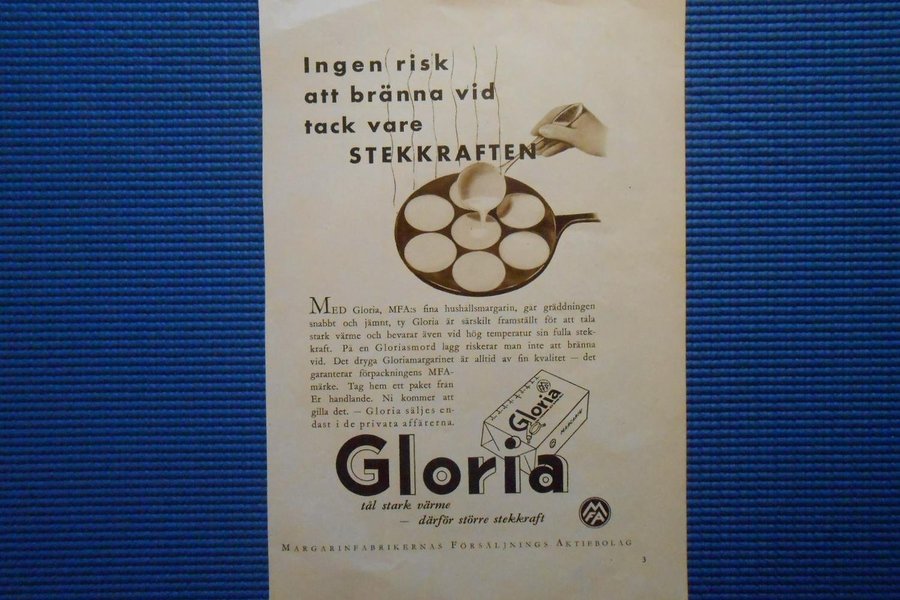 Ingen risk
att bränna vid
tack vare
STEKKRAFTEN
MED Gloria, MFA:s fina hushållsmargarin, går gräddningen
snabbt och jämnt, ty Gloria är särskilt framställt för att tåla
stark värme och bevarar även vid hög temperatur sin fulla stek-
kraft. På en Gloriasmord lagg riskerar man inte att bränna
vid. Det dryga Gloriamargarinet är alltid av fin kvalitet — det
garanterar förpackningens MFA-
märke. Tag hem ett paket från
Er handlande. Ni kommer att
gilla det. — Gloria säljes en-
dast i de privata affärerna.
Gloria
MARGARIN
Gloria
tål stark värme
— därför större stekkraft
MFA
MARGARINFABRIKERNAS FÖRSÄLJNINGS AKTIEBOLAG
3